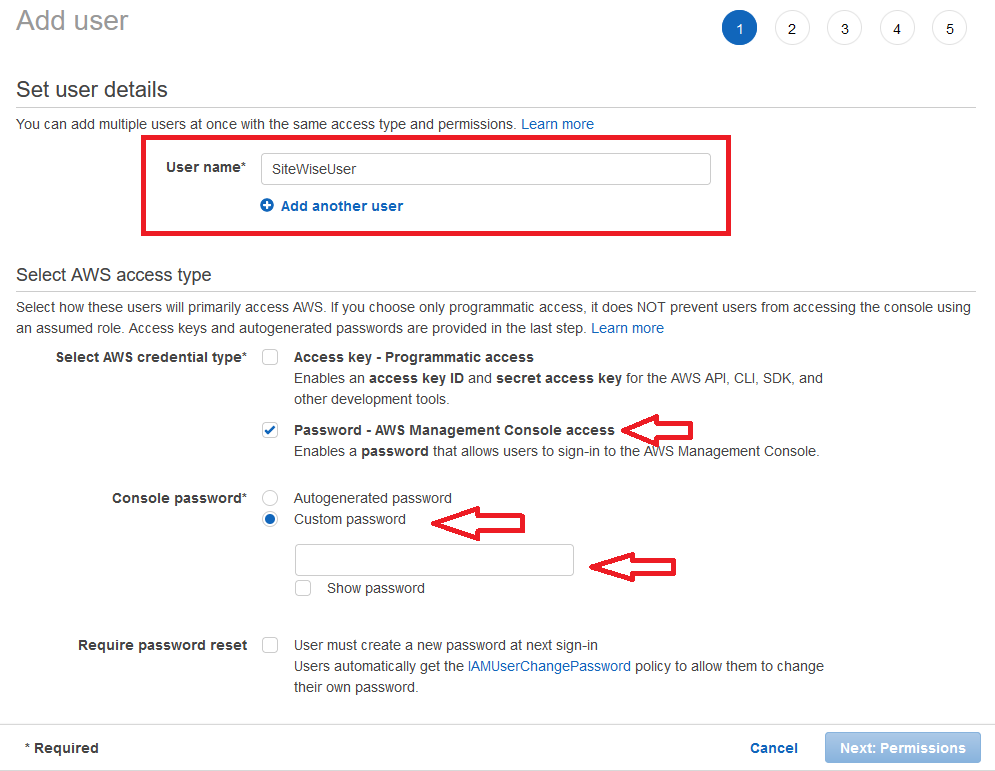 Add user
1 2 3 4 5
Set user details
You can add multiple users at once with the same access type and permissions. Learn more
User name*
SiteWiseUser
Add another user
Select AWS access type
Select how these users will primarily access AWS. If you choose only programmatic access, it does NOT prevent users from accessing the console using
an assumed role. Access keys and autogenerated passwords are provided in the last step. Learn more
Select AWS credential type*
Access key - Programmatic access
Enables an access key ID and secret access key for the AWS API, CLI, SDK, and
other development tools.
Password - AWS Management Console access
Enables a password that allows users to sign-in to the AWS Management Console.
Console password*
Autogenerated password
Custom password
Show password
Require password reset
User must create a new password at next sign-in
Users automatically get the IAMUserChangePassword policy to allow them to change
their own password.
* Required
Cancel
Next: Permissions